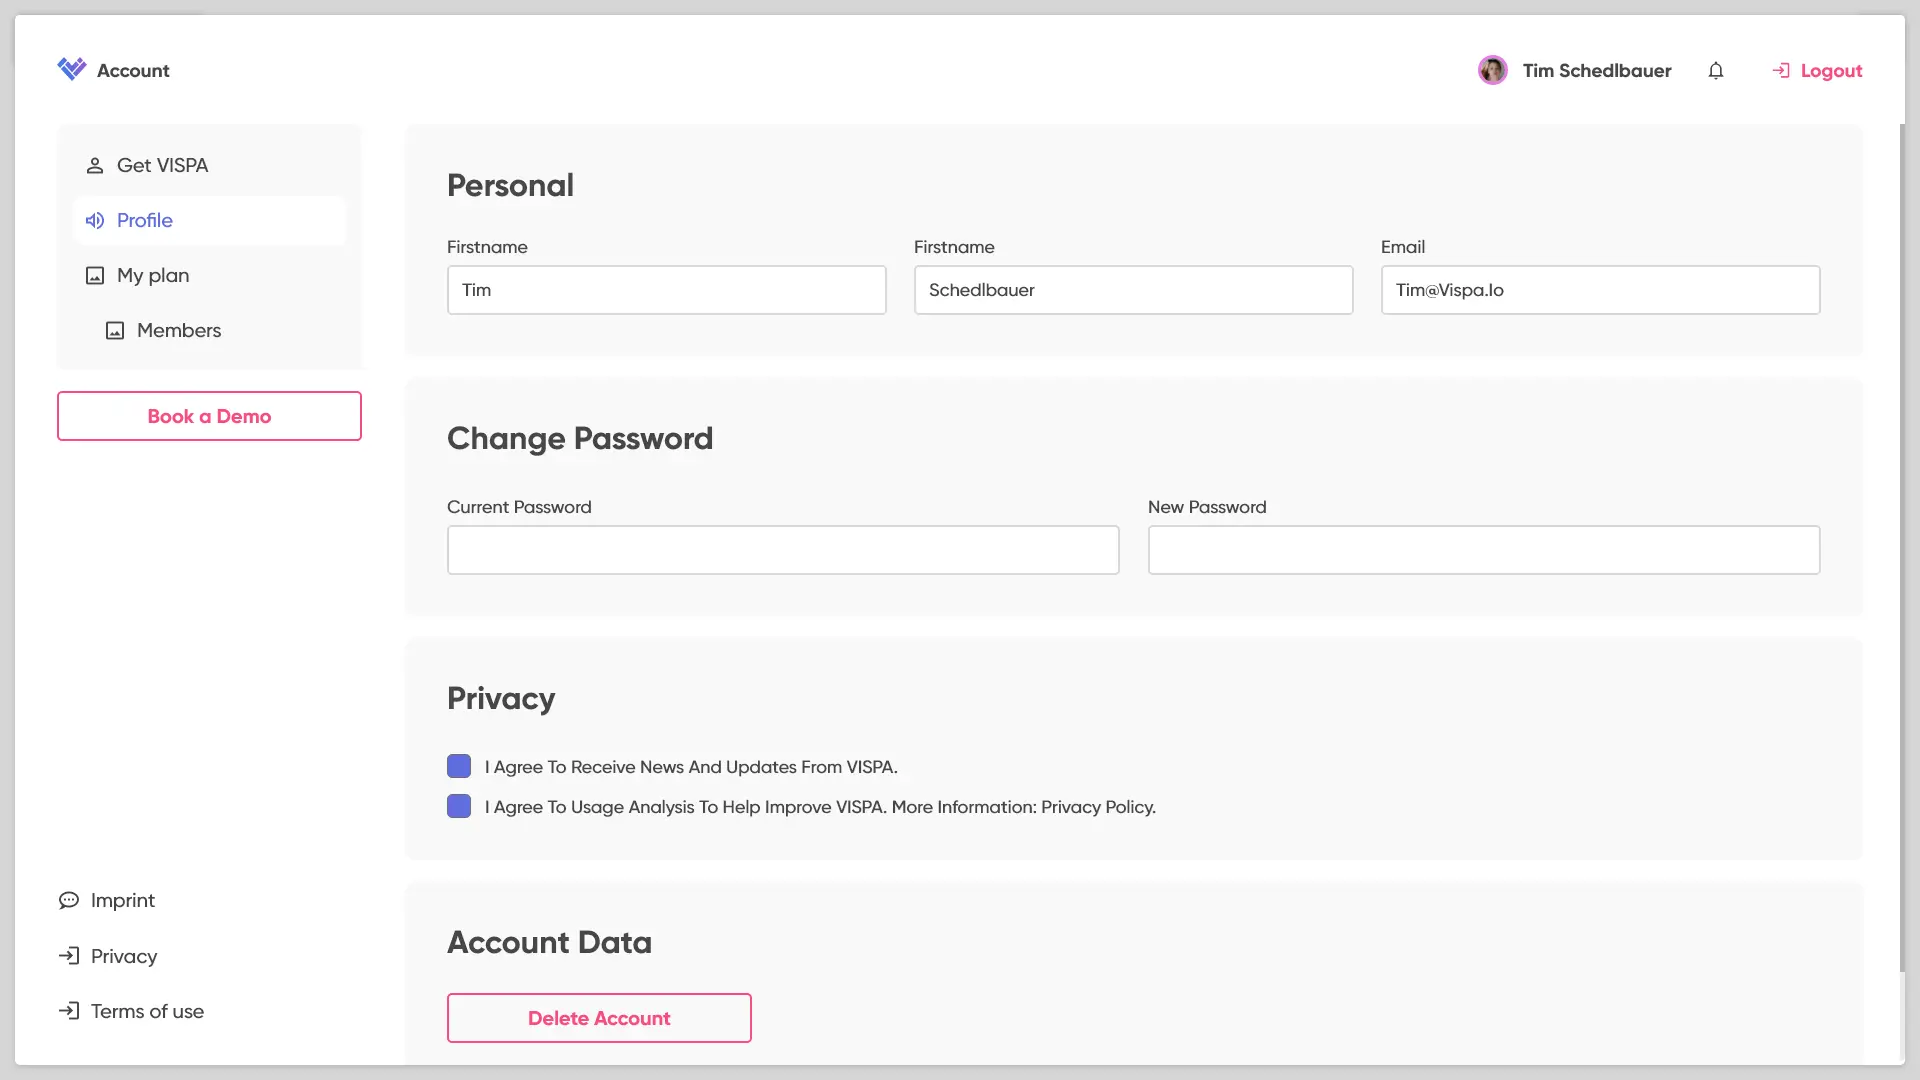 Account
Tim Schedlbauer
Logout
Get VISPA
Profile
My plan
Members
Book a Demo
Imprint
Privacy
Terms of use
Personal
Firstname
Firstname
Email
Tim
Schedlbauer
Tim@Vispa.Io
Change Password
Current Password
New Password
Privacy
I Agree To Receive News And Updates From VISPA.
I Agree To Usage Analysis To Help Improve VISPA. More Information: Privacy Policy.
Account Data
Delete Account